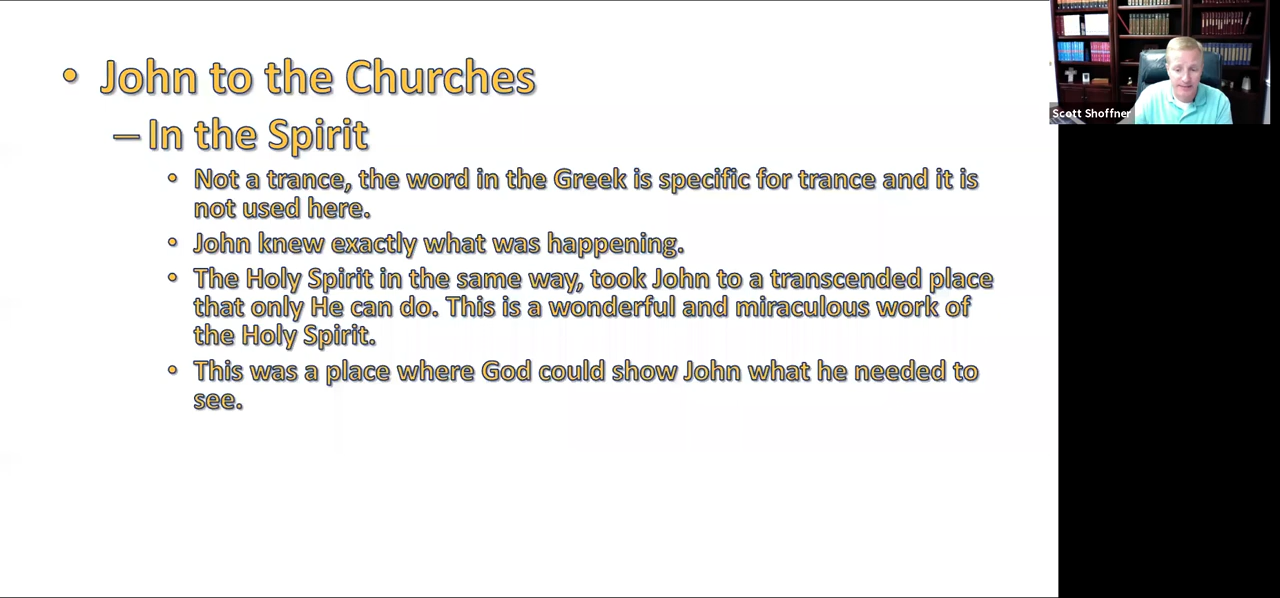 • John to the Churches
– In the Spirit
• Not a trance, the word in the Greek is specific for trance and it is
not used here.
• John knew exactly what was happening.
• The Holy Spirit in the same way, took John to a transcended place
that only He can do. This is a wonderful and miraculous work of
the Holy Spirit.
• This was a place where God could show John what he needed to
see.
Scott Shoffner